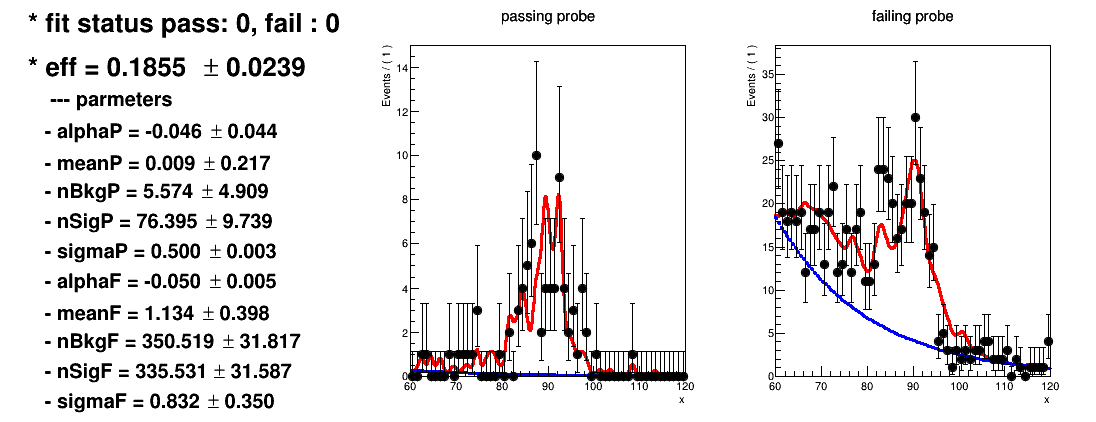 * fit status pass: 0, fail : 0
* eff = 0.1855 ± 0.0239
--- parmeters
- alphaP = -0.046 ± 0.044
- meanP = 0.009 ± 0.217
- nBkgP = 5.574 ± 4.909
- nSigP = 76.395 ± 9.739
- sigmaP = 0.500 ± 0.003
- alphaF = -0.050 ± 0.005
- meanF = 1.134 ± 0.398
- nBkgF = 350.519 ± 31.817
- nSigF = 335.531 ± 31.587
- sigmaF = 0.832 ± 0.350
passing probe
Events / ( 1 )
14
12
10
8
6
4
2
0
60 70 80 90 100 110 120
x
failing probe
Events / ( 1 )
35
30
25
20
15
10
5
0
60 70 80 90 100 110 120
x